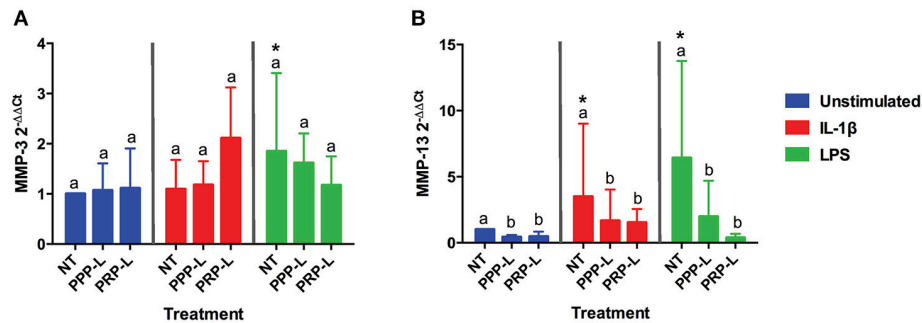 A
MMP-3 2-ΔΔCt
4
3
2
1
0
a
a
a
a
a
a
*
a
a
a
NT
PPP-L
PRP-L
NT
PPP-L
PRP-L
NT
PPP-L
PRP-L
Treatment
B
MMP-13 2-ΔΔCt
15
10
5
0
a
b
b
*
a
b
b
*
a
b
b
NT
PPP-L
PRP-L
NT
PPP-L
PRP-L
NT
PPP-L
PRP-L
Treatment
Unstimulated
IL-1β
LPS